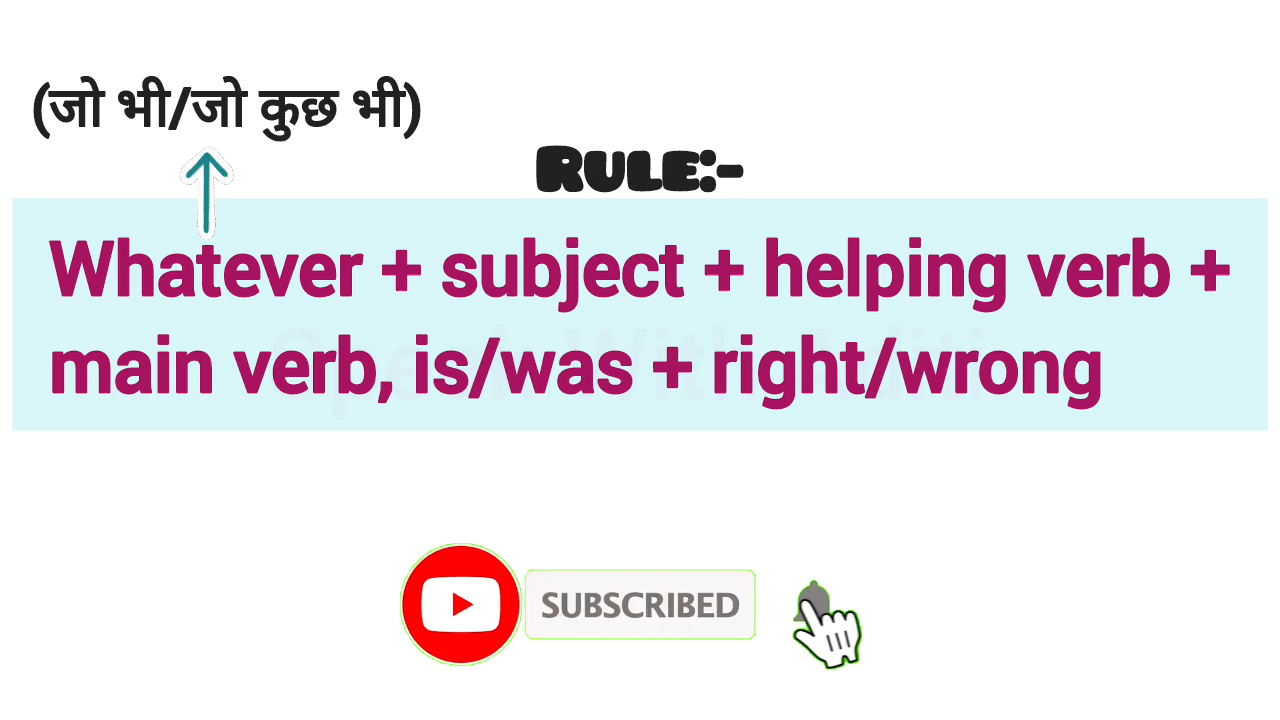 (जो भी/जो कुछ भी)
Rule:-
Whatever + subject + helping verb +
main verb, is/was + right/wrong
SUBSCRIBED